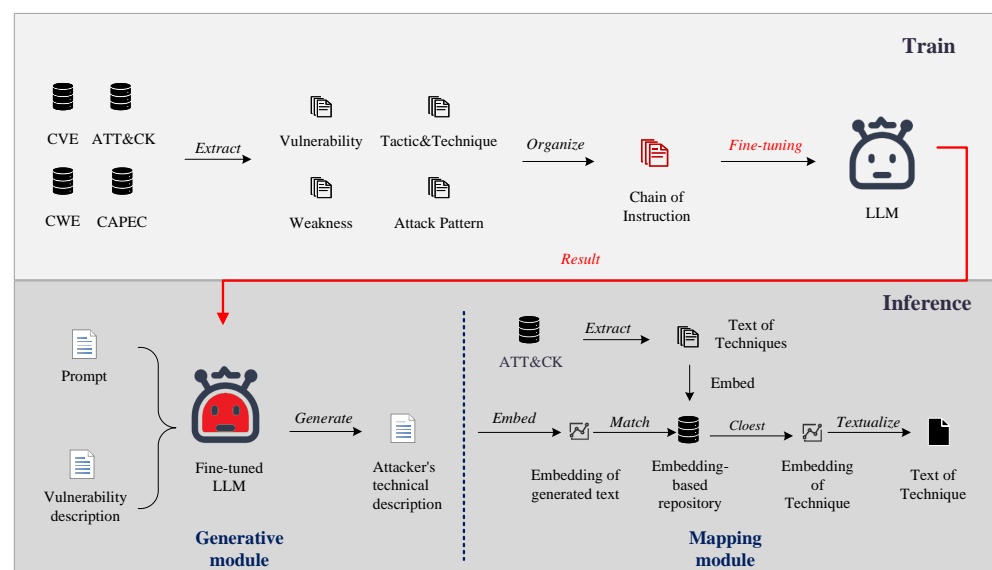 Train
CVE
ATT&CK
CWE
CAPEC
Extract
Vulnerability
Tactic&Technique
Weakness
Attack Pattern
Organize
Chain of
Instruction
Fine-tuning
LLM
Result
Inference
Prompt
Vulnerability
description
Fine-tuned
LLM
Generate
Attacker's
technical
description
Generative
module
ATT&CK
Extract
Text of
Techniques
Embed
Embed
Embedding of
generated text
Match
Embedding-
based
repository
Cloest
Embedding
of
Technique
Textualize
Text of
Technique
Mapping
module